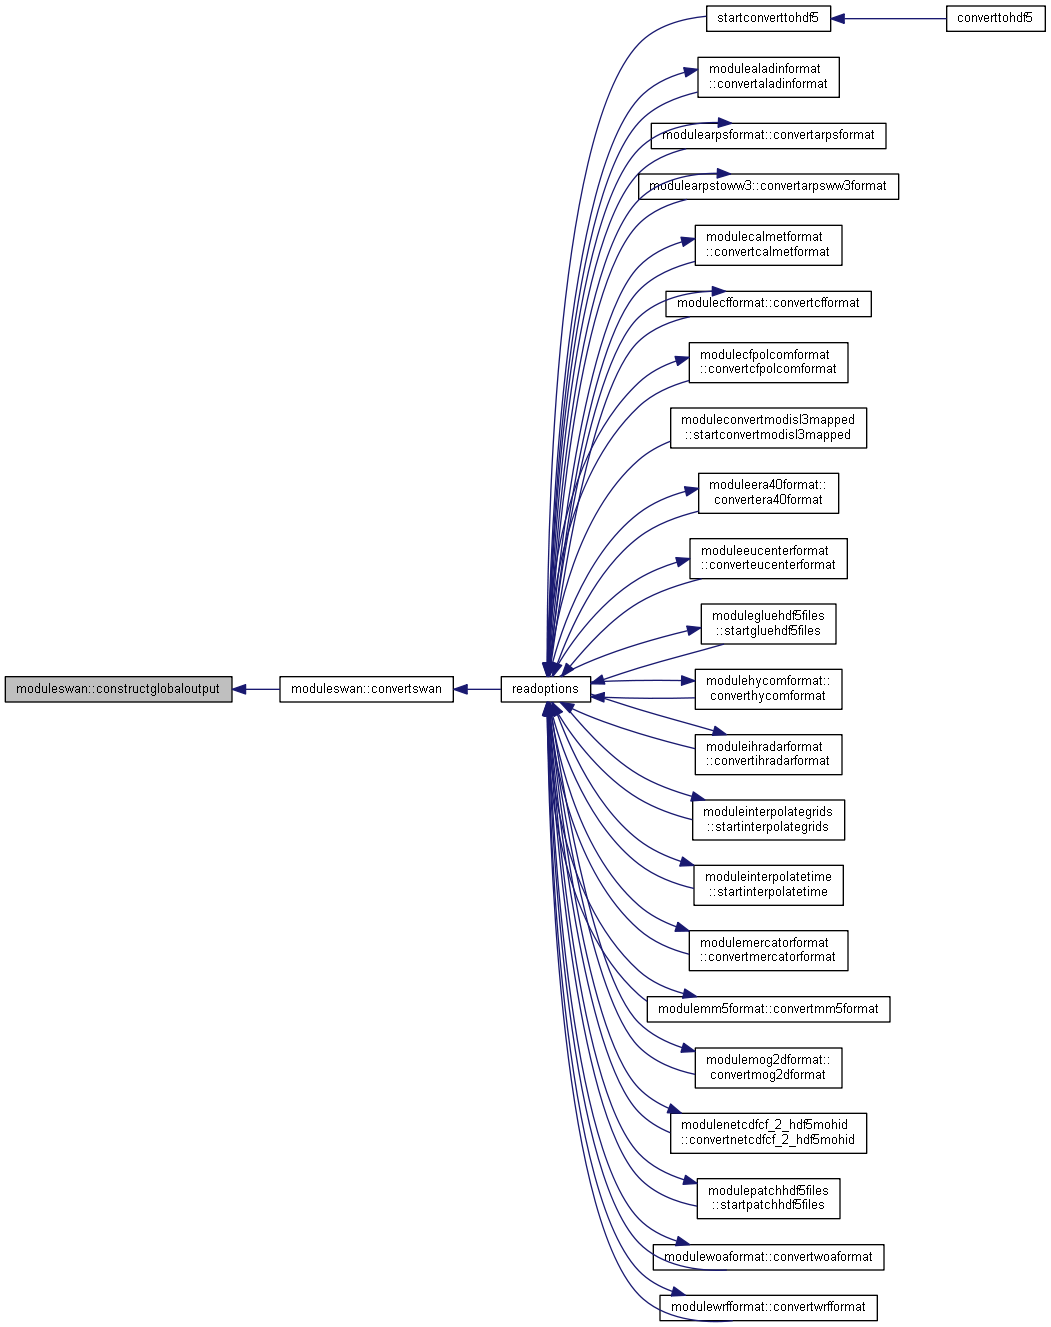 startconverttohdf5
converttohdf5
modulealadinformat
::convertaladinformat
modulearpsformat::convertarpsformat
modulearpstoww3::convertarpsww3format
modulecalmetformat
::convertcalmetformat
modulecfformat::convertcfformat
modulecfpolcomformat
::convertcfpolcomformat
moduleconvertmodisl3mapped
::startconvertmodisl3mapped
moduleera40format::
convertera40format
moduleeucenterformat
::converteucenterformat
modulegluehdf5files
::startgluehdf5files
moduleswan::constructglobaloutput
moduleswan::convertswan
readoptions
modulehycomformat::
converthycomformat
moduleihradarformat
::convertihradarformat
moduleinterpolategrids
::startinterpolategrids
moduleinterpolatetime
::startinterpolatetime
modulemercatorformat
::convertmercatorformat
modulemm5format::convertmm5format
modulemog2dformat::
convertmog2dformat
modulenetcdfcf_2_hdf5mohid
::convertnetcdfcf_2_hdf5mohid
modulepatchhdf5files
::startpatchhdf5files
modulewoaformat::convertwoaformat
modulewrfformat::convertwrfformat